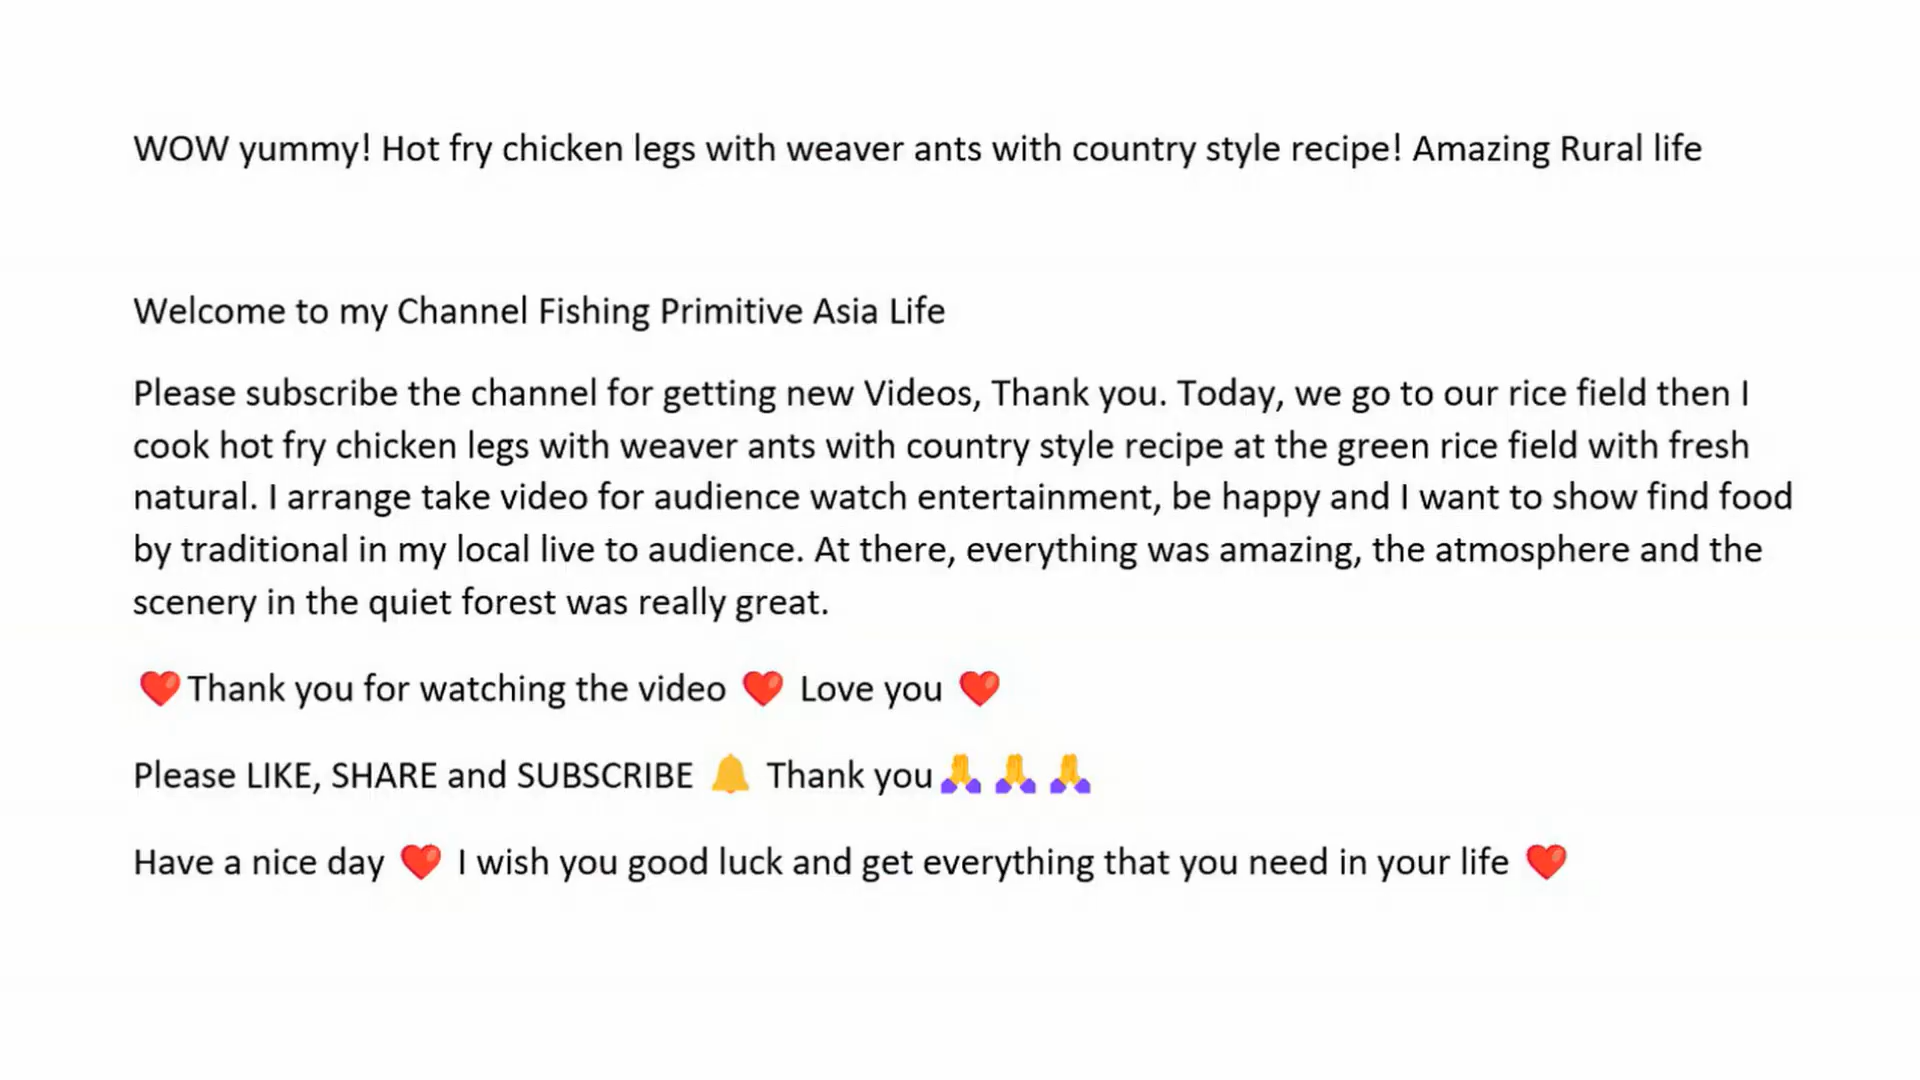 WOW yummy! Hot fry chicken legs with weaver ants with country style recipe! Amazing Rural life
Welcome to my Channel Fishing Primitive Asia Life
Please subscribe the channel for getting new Videos, Thank you. Today, we go to our rice field then I
cook hot fry chicken legs with weaver ants with country style recipe at the green rice field with fresh
natural. I arrange take video for audience watch entertainment, be happy and I want to show find food
by traditional in my local live to audience. At there, everything was amazing, the atmosphere and the
scenery in the quiet forest was really great.
❤️Thank you for watching the video ❤️ Love you ❤️
Please LIKE, SHARE and SUBSCRIBE 🔔 Thank you🙏 🙏 🙏
Have a nice day ❤️ I wish you good luck and get everything that you need in your life ❤️